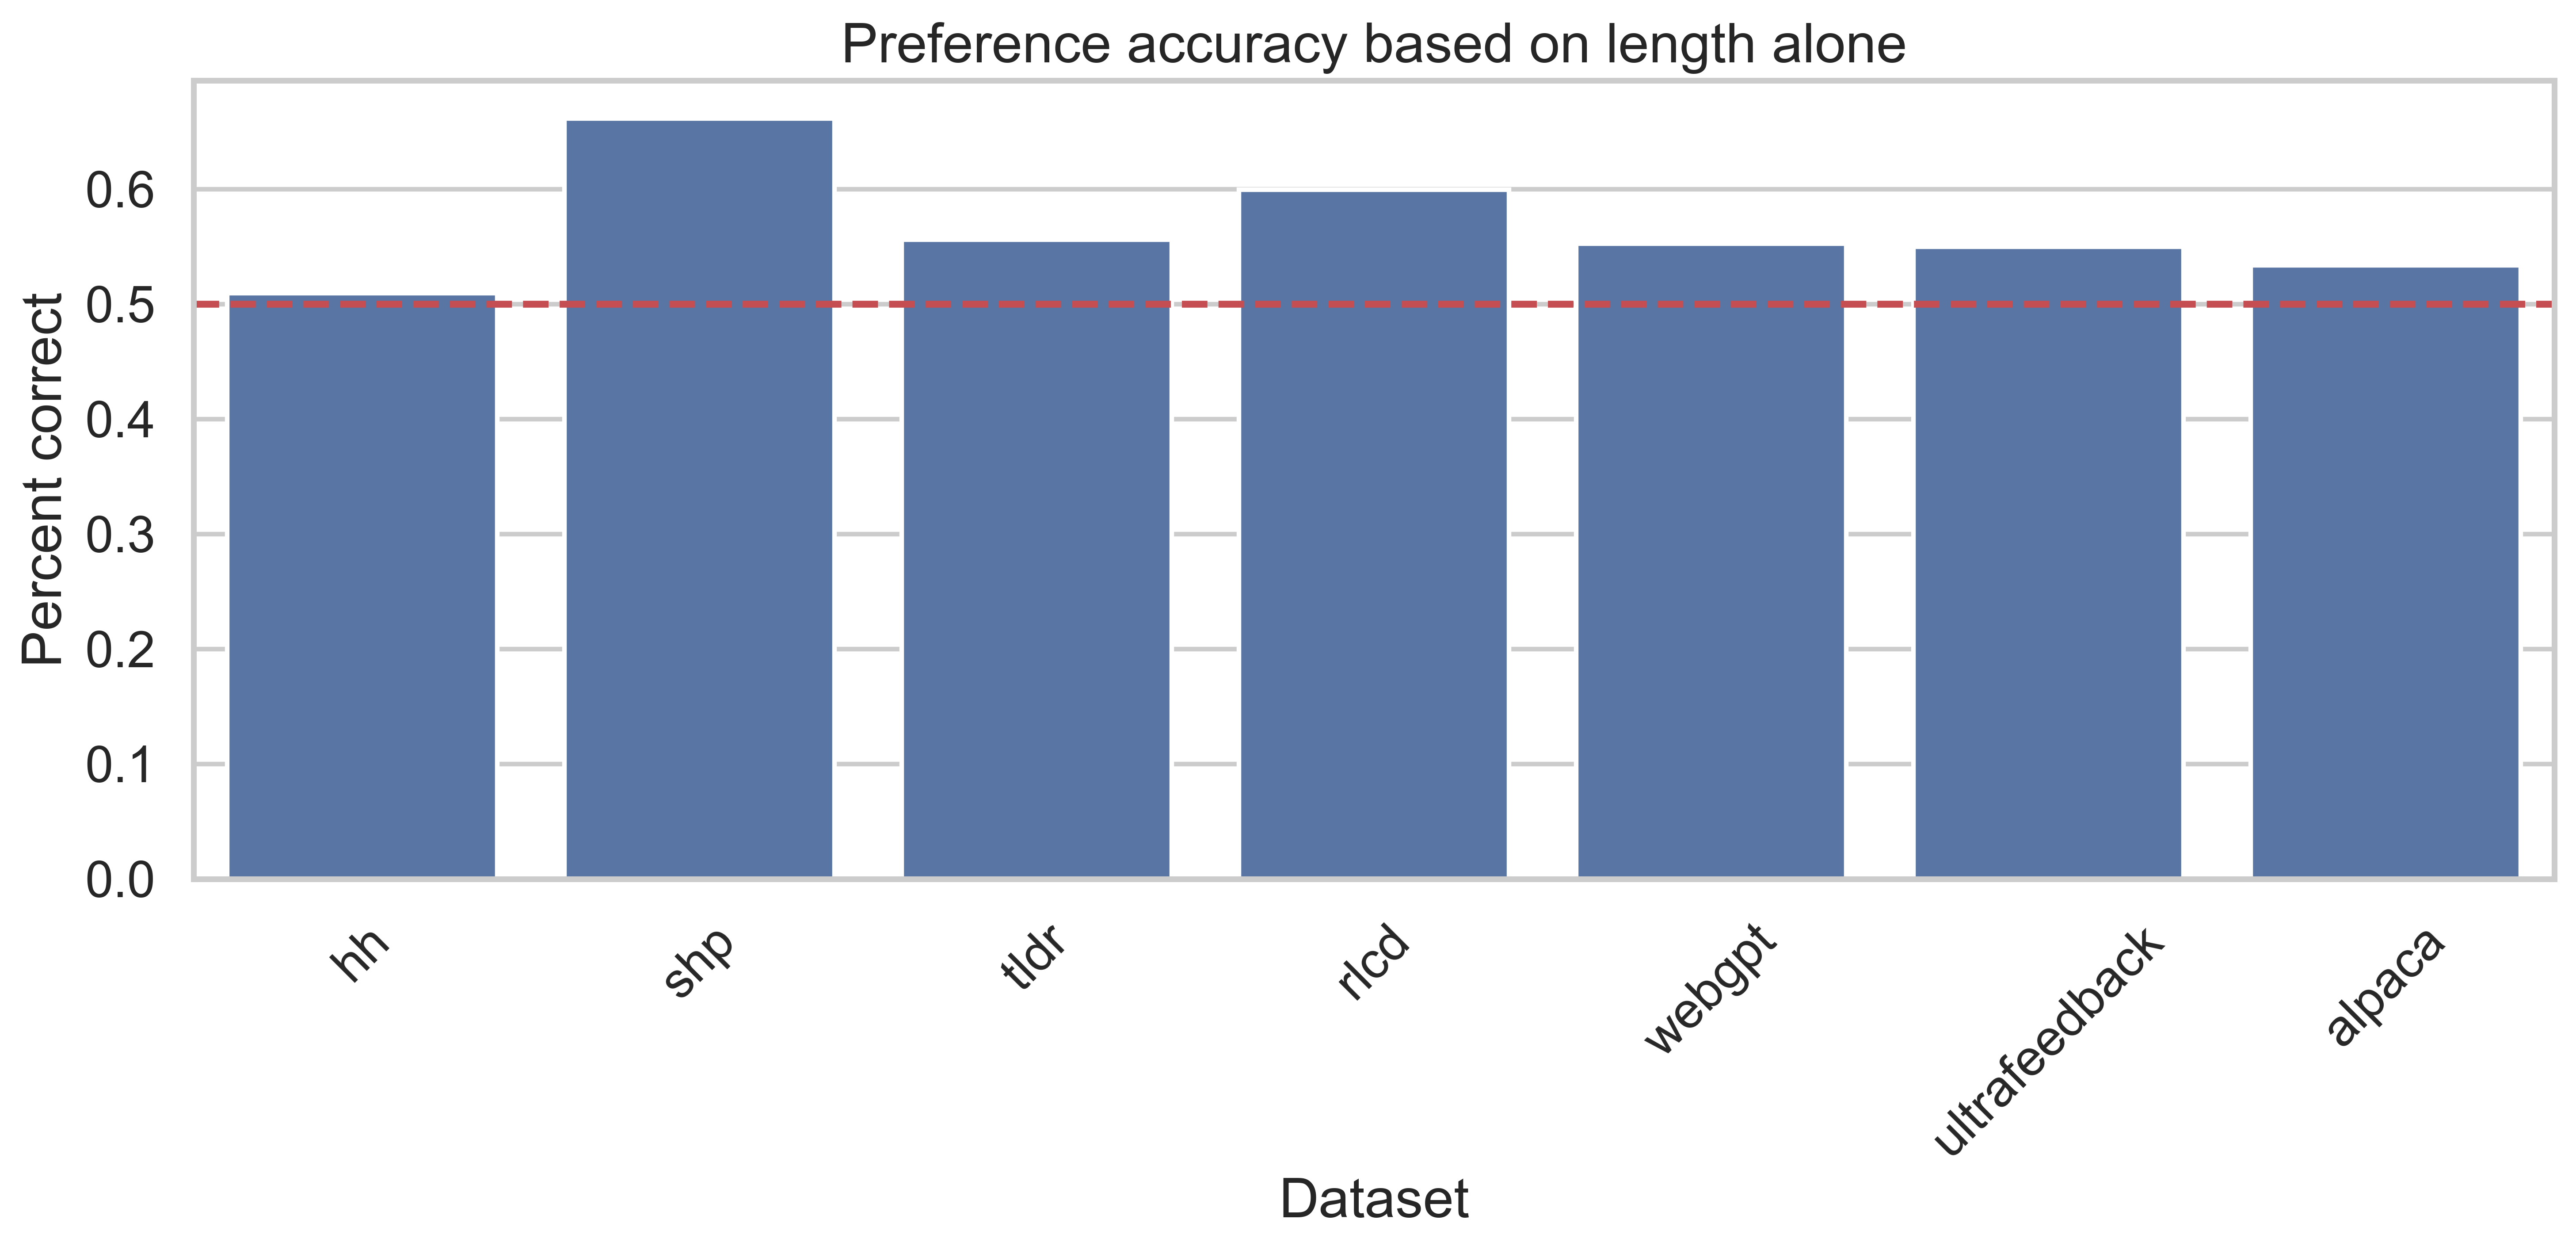 Preference accuracy based on length alone
Percent correct
0.6
0.5
0.4
0.3
0.2
0.1
0.0
hh
shp
tldr
rlcd
webgpt
ultrafeedback
alpaca
Dataset